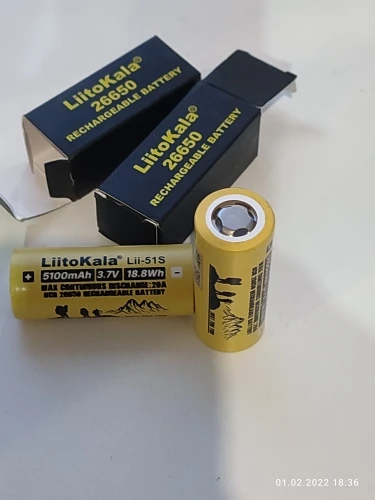 LiitoKala®
26650
RECHARGEABLE BATTERY
LiitoKala®
26650
RECHARGEABLE BATTERY
LiitoKala® Lii-51S
+ 5100mAh 3.7V 18.8Wh -
MAX CONTINUOUS DISCHARGE:20A
26650 RECHARGEABLE BATTERY
01.02.2022 18:36